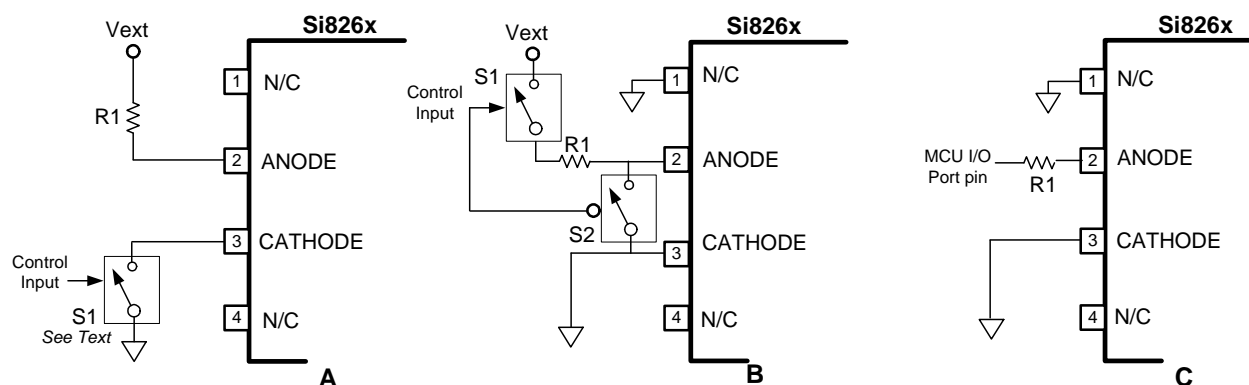 Si826x
Vext
R1
1
N/C
2
ANODE
3
CATHODE
Control
Input
S1
See Text
4
N/C
A
Si826x
Vext
S1
Control
Input
1
N/C
R1
2
ANODE
S2
CATHODE
3
4
N/C
B
Si826x
1
N/C
MCU I/O
Port pin
R1
2
ANODE
3
CATHODE
4
N/C
C